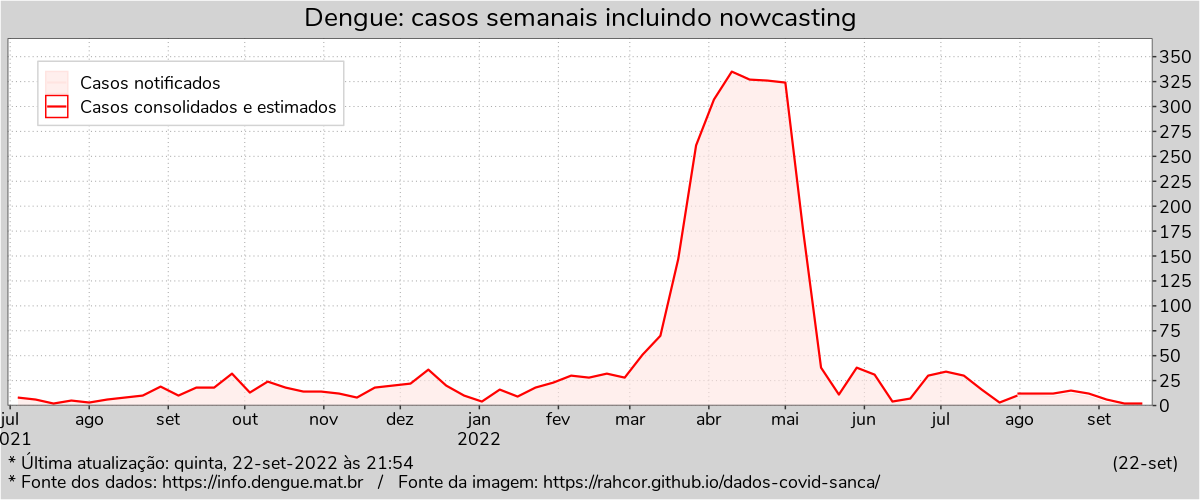 Dengue: casos semanais incluindo nowcasting
Casos notificados
Casos consolidados e estimados
350
325
300
275
250
225
200
175
150
125
100
75
50
25
0
jul ago set out nov dez jan fev mar abr mai jun jul ago set
021 2022
* Última atualização: quinta, 22-set-2022 às 21:54 (22-set)
* Fonte dos dados: https://info.dengue.mat.br / Fonte da imagem: https://rahcor.github.io/dados-covid-sanca/